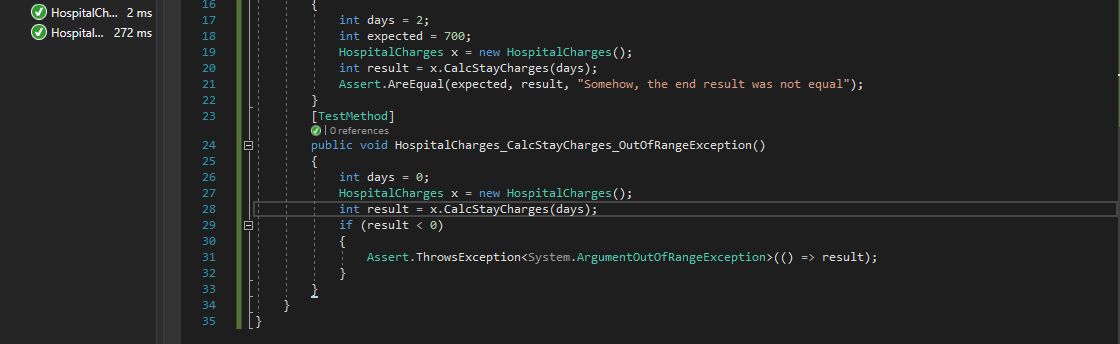 HospitalCh... 2 ms
Hospital... 272 ms
16 {
17 int days = 2;
18 int expected = 700;
19 HospitalCharges x = new HospitalCharges();
20 int result = x.CalcStayCharges(days);
21 Assert.AreEqual(expected, result, "Somehow, the end result was not equal");
22 }
23 [TestMethod]
| 0 references
24 public void HospitalCharges_CalcStayCharges_OutOfRangeException()
25 {
26 int days = 0;
27 HospitalCharges x = new HospitalCharges();
28 int result = x.CalcStayCharges(days);
29 if (result < 0)
30 {
31 Assert.ThrowsException<System.ArgumentOutOfRangeException>(() => result);
32 }
33 }
34 }
35 }